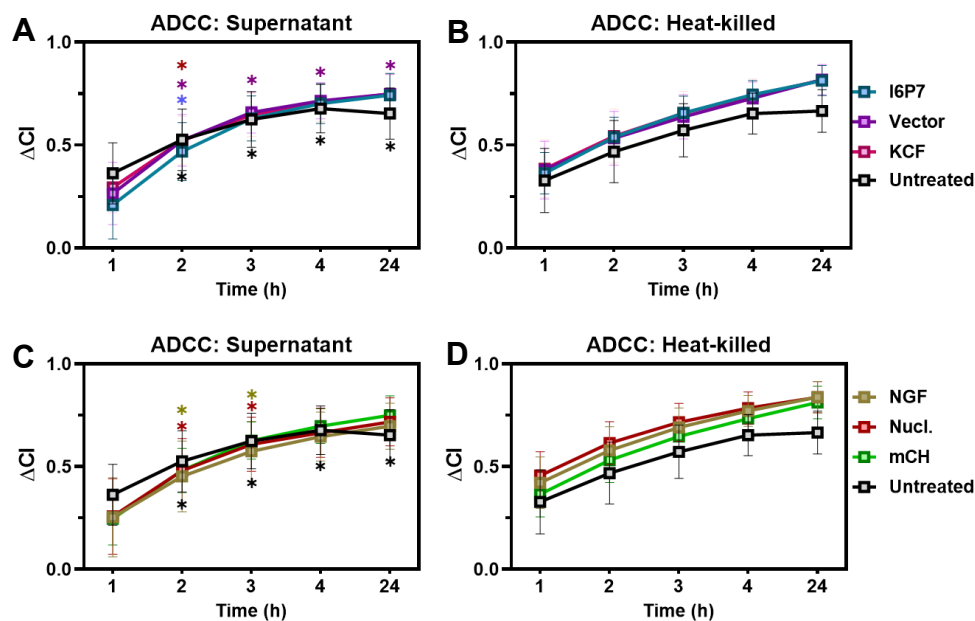 A
ADCC: Supernatant
1.0
0.5
0.0
ΔCI
*
*
*
*
*
*
*
*
*
*
1
2
3
4
24
Time (h)
B
ADCC: Heat-killed
1.0
0.5
0.0
ΔCI
1
2
3
4
24
Time (h)
I6P7
Vector
KCF
Untreated
C
ADCC: Supernatant
1.0
0.5
0.0
ΔCI
*
*
*
*
*
*
*
*
1
2
3
4
24
Time (h)
D
ADCC: Heat-killed
1.0
0.5
0.0
ΔCI
1
2
3
4
24
Time (h)
NGF
Nucl.
mCH
Untreated